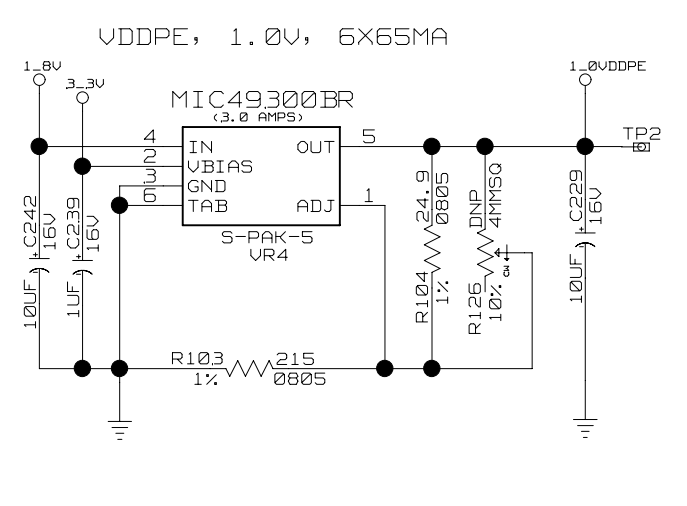 VDDPE, 1.0V, 6X65MA
1_8V
3_3V
1_0VDDPE
MIC49300BR
(3.0 AMPS)
TP2
4
IN
OUT
5
2
VBIAS
3
GND
6
TAB
ADJ
1
S-PAK-5
VR4
C242
16V
10UF
C239
16V
1UF
24.9
0805
R104
1%
DNP
4MMSQ
R126
10%
C229
16V
10UF
R103
215
1%
0805